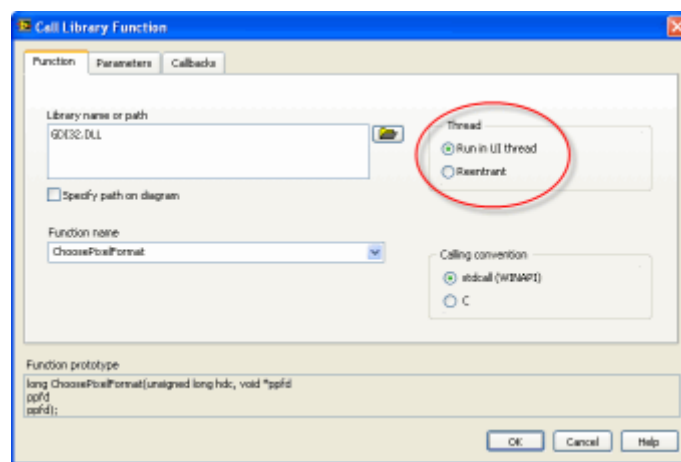 Call Library Function
Function
Parameters
Callbacks
Library name or path
GDI32.DLL
Thread
Run in UI thread
Reentrant
Specify path on diagram
Function name
ChoosePixelFormat
Calling convention
stdcall (WINAPI)
C
Function prototype
long ChoosePixelFormat(unsigned long hdc, void *ppfd
ppfd
ppfd);
OK
Cancel
Help